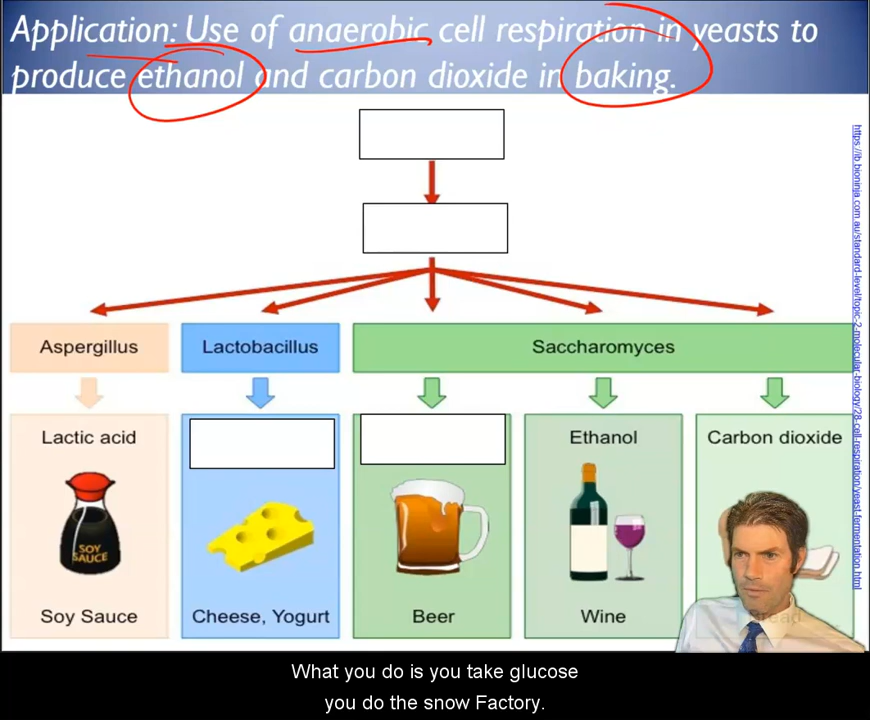 Application: Use of anaerobic cell respiration in yeasts to
produce ethanol and carbon dioxide in baking.
https://ib.bioninja.com.au/standard-level/topic-2-molecular-biology/28-cell-respiration/yeast-fermentation.html
Aspergillus
Lactobacillus
Saccharomyces
Lactic acid
Ethanol
Carbon dioxide
SOY
SAUCE
Soy Sauce
Cheese, Yogurt
Beer
Wine
Bread
What you do is you take glucose
you do the snow Factory.